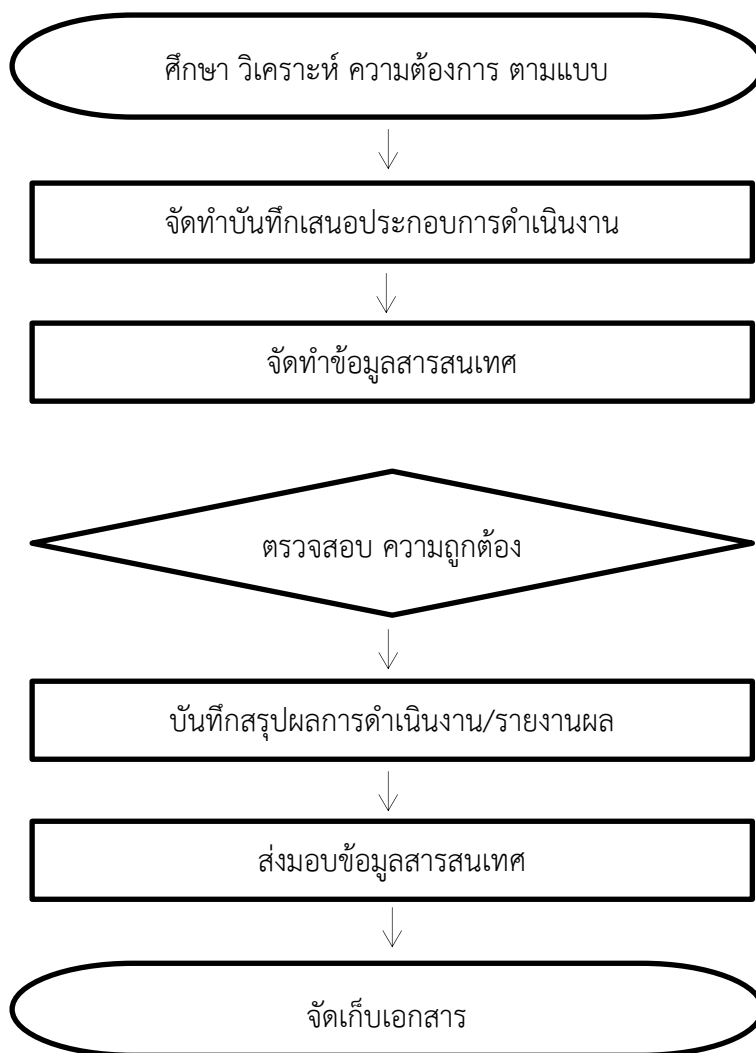 ศึกษา วิเคราะห์ ความต้องการ ตามแบบ
จัดทำบันทึกเสนอประกอบการดำเนินงาน
จัดทำข้อมูลสารสนเทศ
ตรวจสอบ ความถูกต้อง
บันทึกสรุปผลการดำเนินงาน/รายงานผล
ส่งมอบข้อมูลสารสนเทศ
จัดเก็บเอกสาร